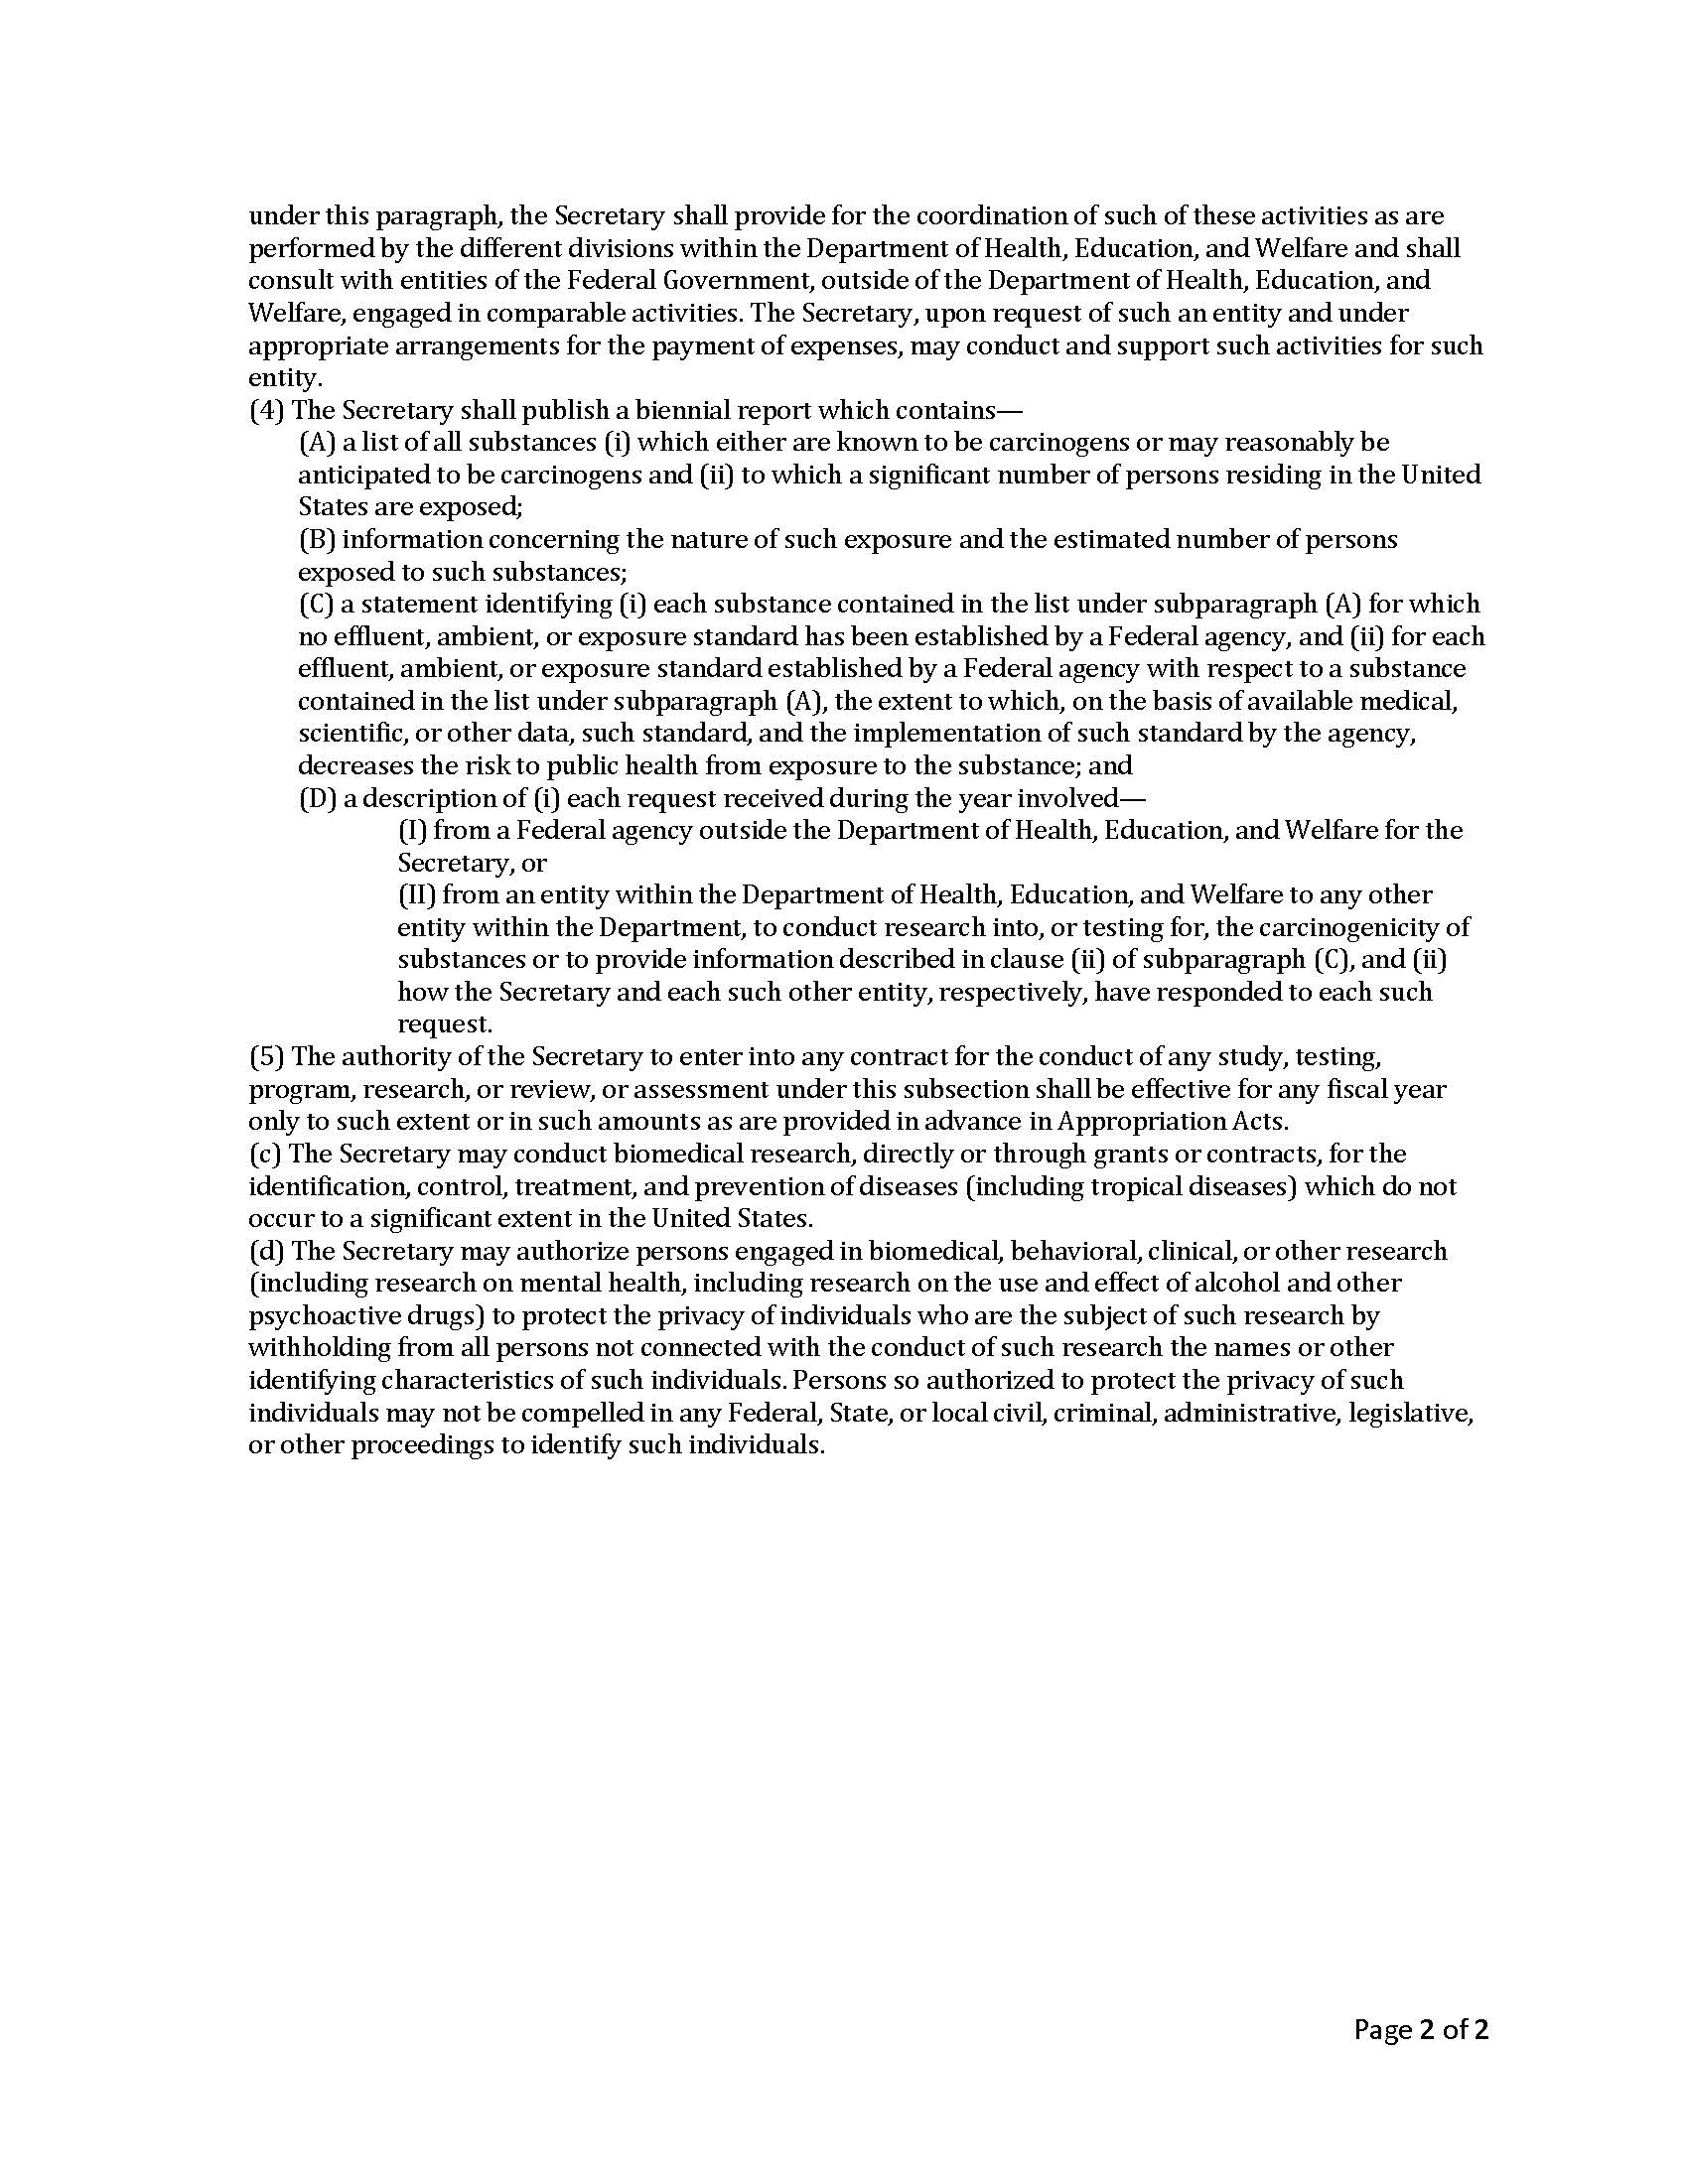 under this paragraph, the Secretary shall provide for the coordination of such of these activities as are
performed by the different divisions within the Department of Health, Education, and Welfare and shall
consult with entities of the Federal Government, outside of the Department of Health, Education, and
Welfare, engaged in comparable activities. The Secretary, upon request of such an entity and under
appropriate arrangements for the payment of expenses, may conduct and support such activities for such
entity.
(4) The Secretary shall publish a biennial report which contains—
(A) a list of all substances (i) which either are known to be carcinogens or may reasonably be
anticipated to be carcinogens and (ii) to which a significant number of persons residing in the United
States are exposed;
(B) information concerning the nature of such exposure and the estimated number of persons
exposed to such substances;
(C) a statement identifying (i) each substance contained in the list under subparagraph (A) for which
no effluent, ambient, or exposure standard has been established by a Federal agency, and (ii) for each
effluent, ambient, or exposure standard established by a Federal agency with respect to a substance
contained in the list under subparagraph (A), the extent to which, on the basis of available medical,
scientific, or other data, such standard, and the implementation of such standard by the agency,
decreases the risk to public health from exposure to the substance; and
(D) a description of (i) each request received during the year involved—
(I) from a Federal agency outside the Department of Health, Education, and Welfare for the
Secretary, or
(II) from an entity within the Department of Health, Education, and Welfare to any other
entity within the Department, to conduct research into, or testing for, the carcinogenicity of
substances or to provide information described in clause (ii) of subparagraph (C), and (ii)
how the Secretary and each such other entity, respectively, have responded to each such
request.
(5) The authority of the Secretary to enter into any contract for the conduct of any study, testing,
program, research, or review, or assessment under this subsection shall be effective for any fiscal year
only to such extent or in such amounts as are provided in advance in Appropriation Acts.
(c) The Secretary may conduct biomedical research, directly or through grants or contracts, for the
identification, control, treatment, and prevention of diseases (including tropical diseases) which do not
occur to a significant extent in the United States.
(d) The Secretary may authorize persons engaged in biomedical, behavioral, clinical, or other research
(including research on mental health, including research on the use and effect of alcohol and other
psychoactive drugs) to protect the privacy of individuals who are the subject of such research by
withholding from all persons not connected with the conduct of such research the names or other
identifying characteristics of such individuals. Persons so authorized to protect the privacy of such
individuals may not be compelled in any Federal, State, or local civil, criminal, administrative, legislative,
or other proceedings to identify such individuals.
Page 2 of 2